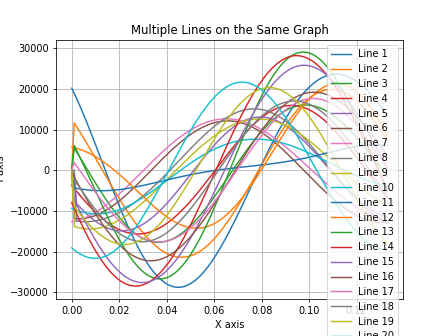 Multiple Lines on the Same Graph
30000
20000
10000
0
-10000
-20000
-30000
0.00 0.02 0.04 0.06 0.08 0.10
X axis
Line 1
Line 2
Line 3
Line 4
Line 5
Line 6
Line 7
Line 8
Line 9
Line 10
Line 11
Line 12
Line 13
Line 14
Line 15
Line 16
Line 17
Line 18
Line 19